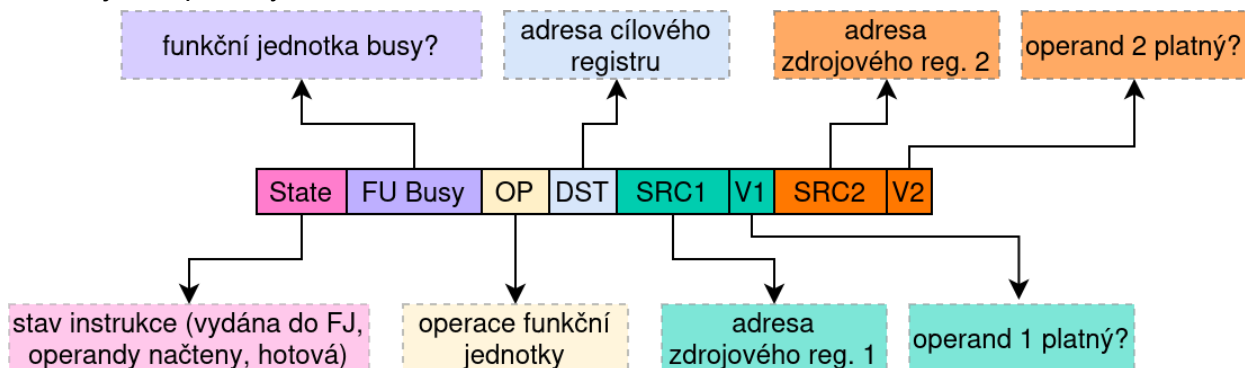 funkční jednotka busy?
adresa cílového
registru
adresa
zdrojového reg. 2
operand 2 platný?
State FU Busy OP DST SRC1 V1 SRC2 V2
stav instrukce (vydána do FJ,
operandy načteny, hotová)
operace funkční
jednotky
adresa
zdrojového reg. 1
operand 1 platný?